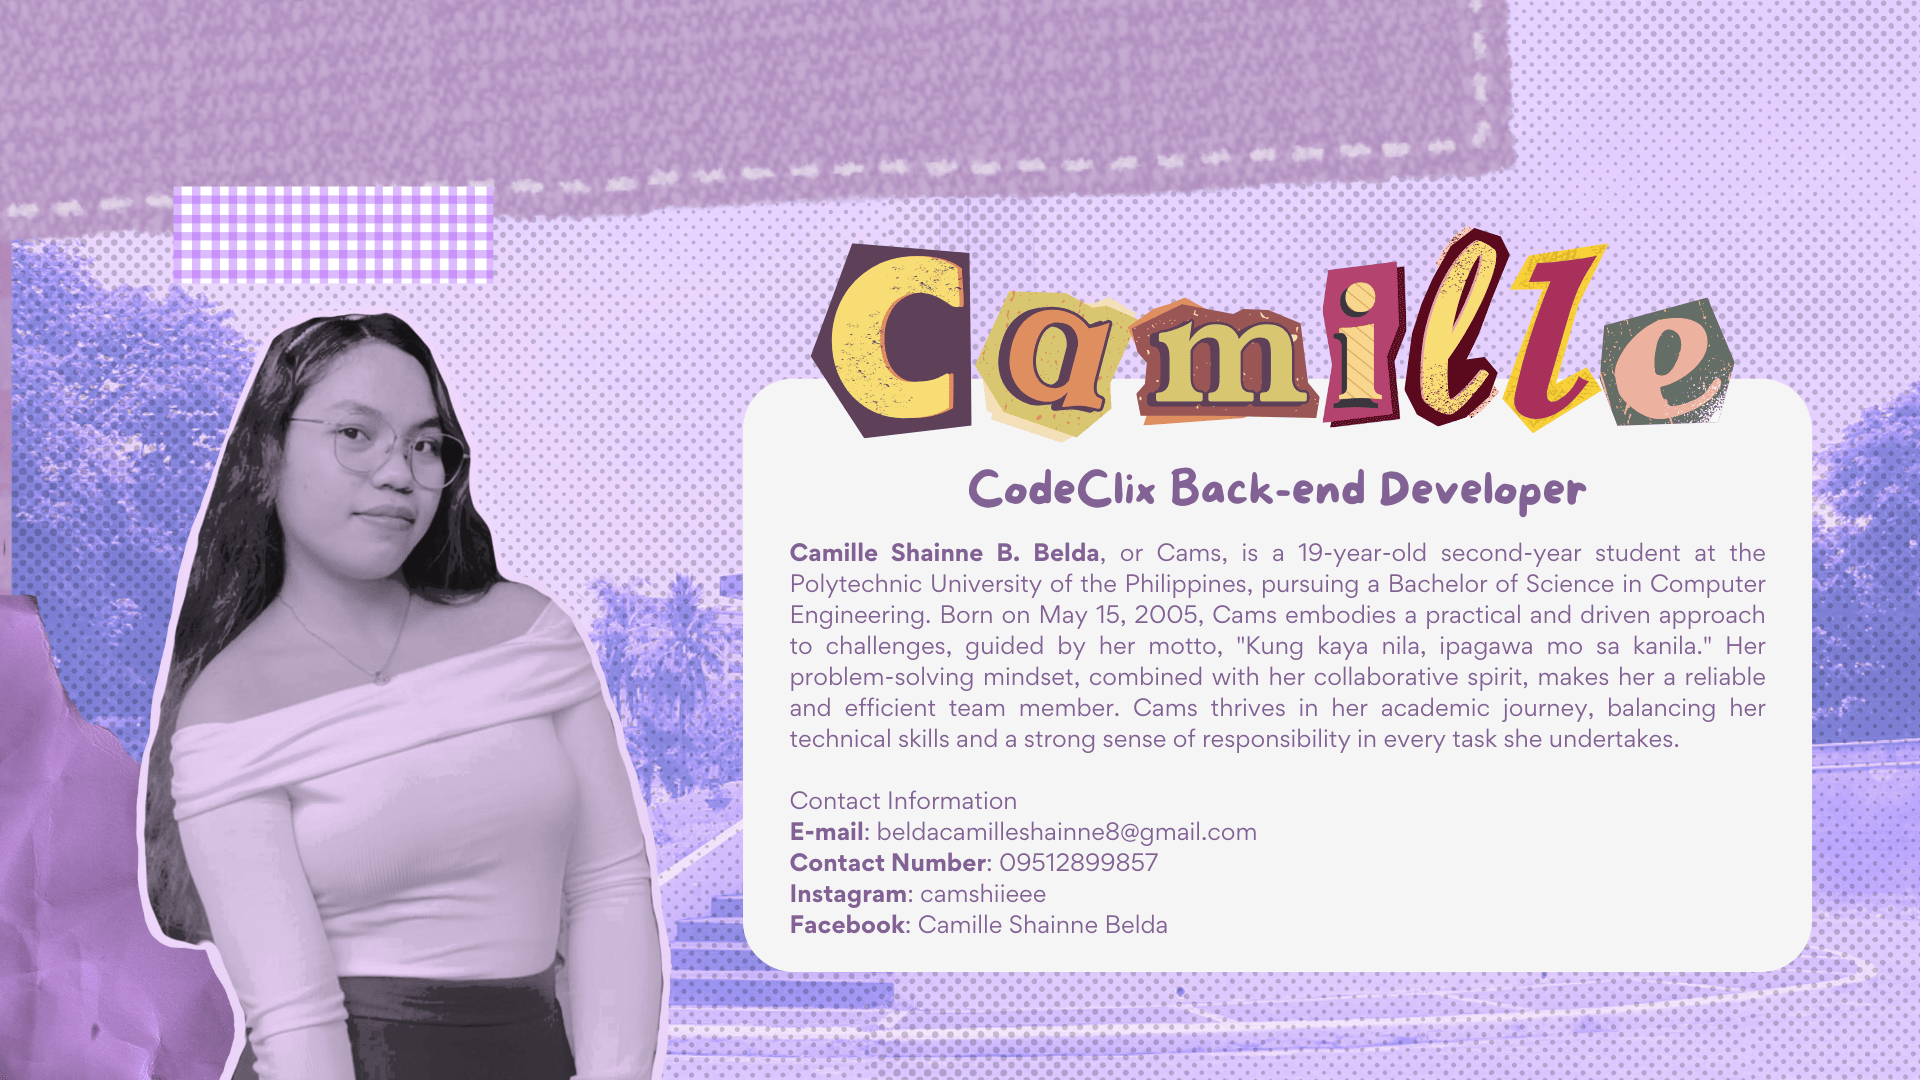 Camille
CodeClix Back-end Developer
Camille Shainne B. Belda, or Cams, is a 19-year-old second-year student at the
Polytechnic University of the Philippines, pursuing a Bachelor of Science in Computer
Engineering. Born on May 15, 2005, Cams embodies a practical and driven approach
to challenges, guided by her motto, "Kung kaya nila, ipagawa mo sa kanila." Her
problem-solving mindset, combined with her collaborative spirit, makes her a reliable
and efficient team member. Cams thrives in her academic journey, balancing her
technical skills and a strong sense of responsibility in every task she undertakes.
Contact Information
E-mail: beldacamilleshainne8@gmail.com
Contact Number: 09512899857
Instagram: camshiieee
Facebook: Camille Shainne Belda